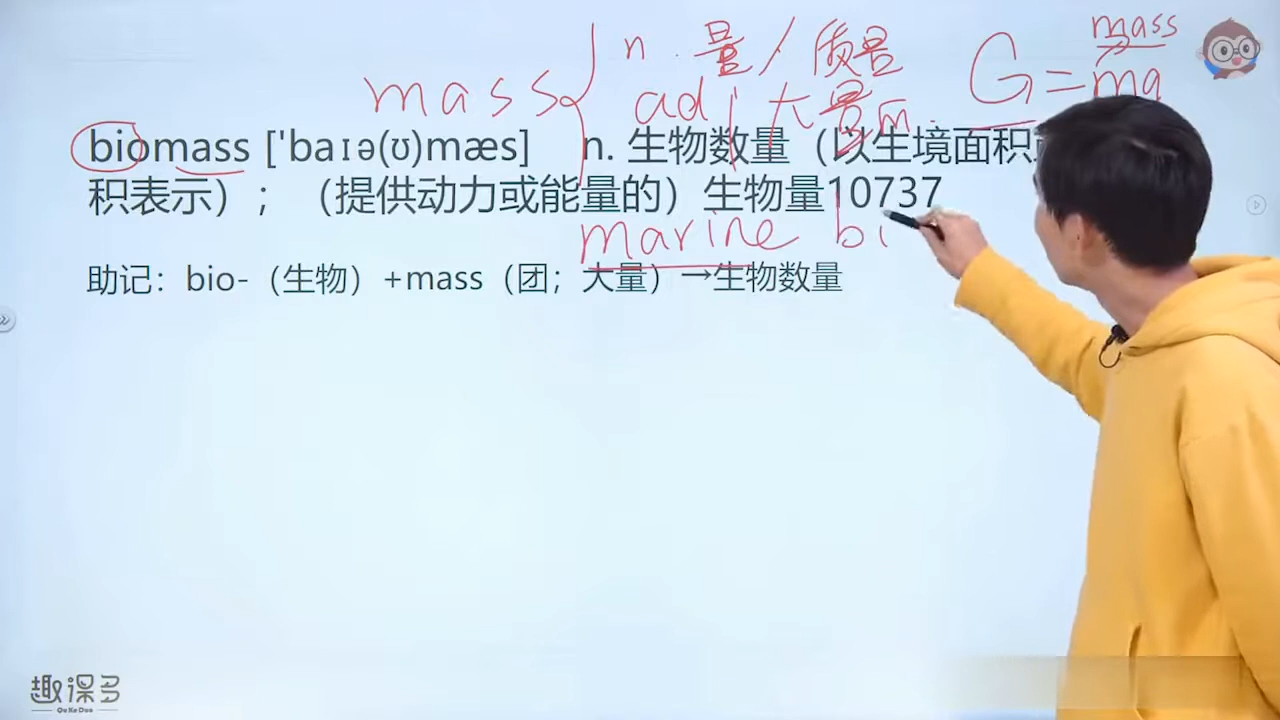 mass
n. 量/质量
adj 大量的
G=mg
mass
biomass ['baɪə(ʊ)mæs] n. 生物数量（以生境面积
积表示）；（提供动力或能量的）生物量10737
marine bi
助记：bio-（生物）+mass（团；大量）→生物数量
趣课多
QuKeDuo